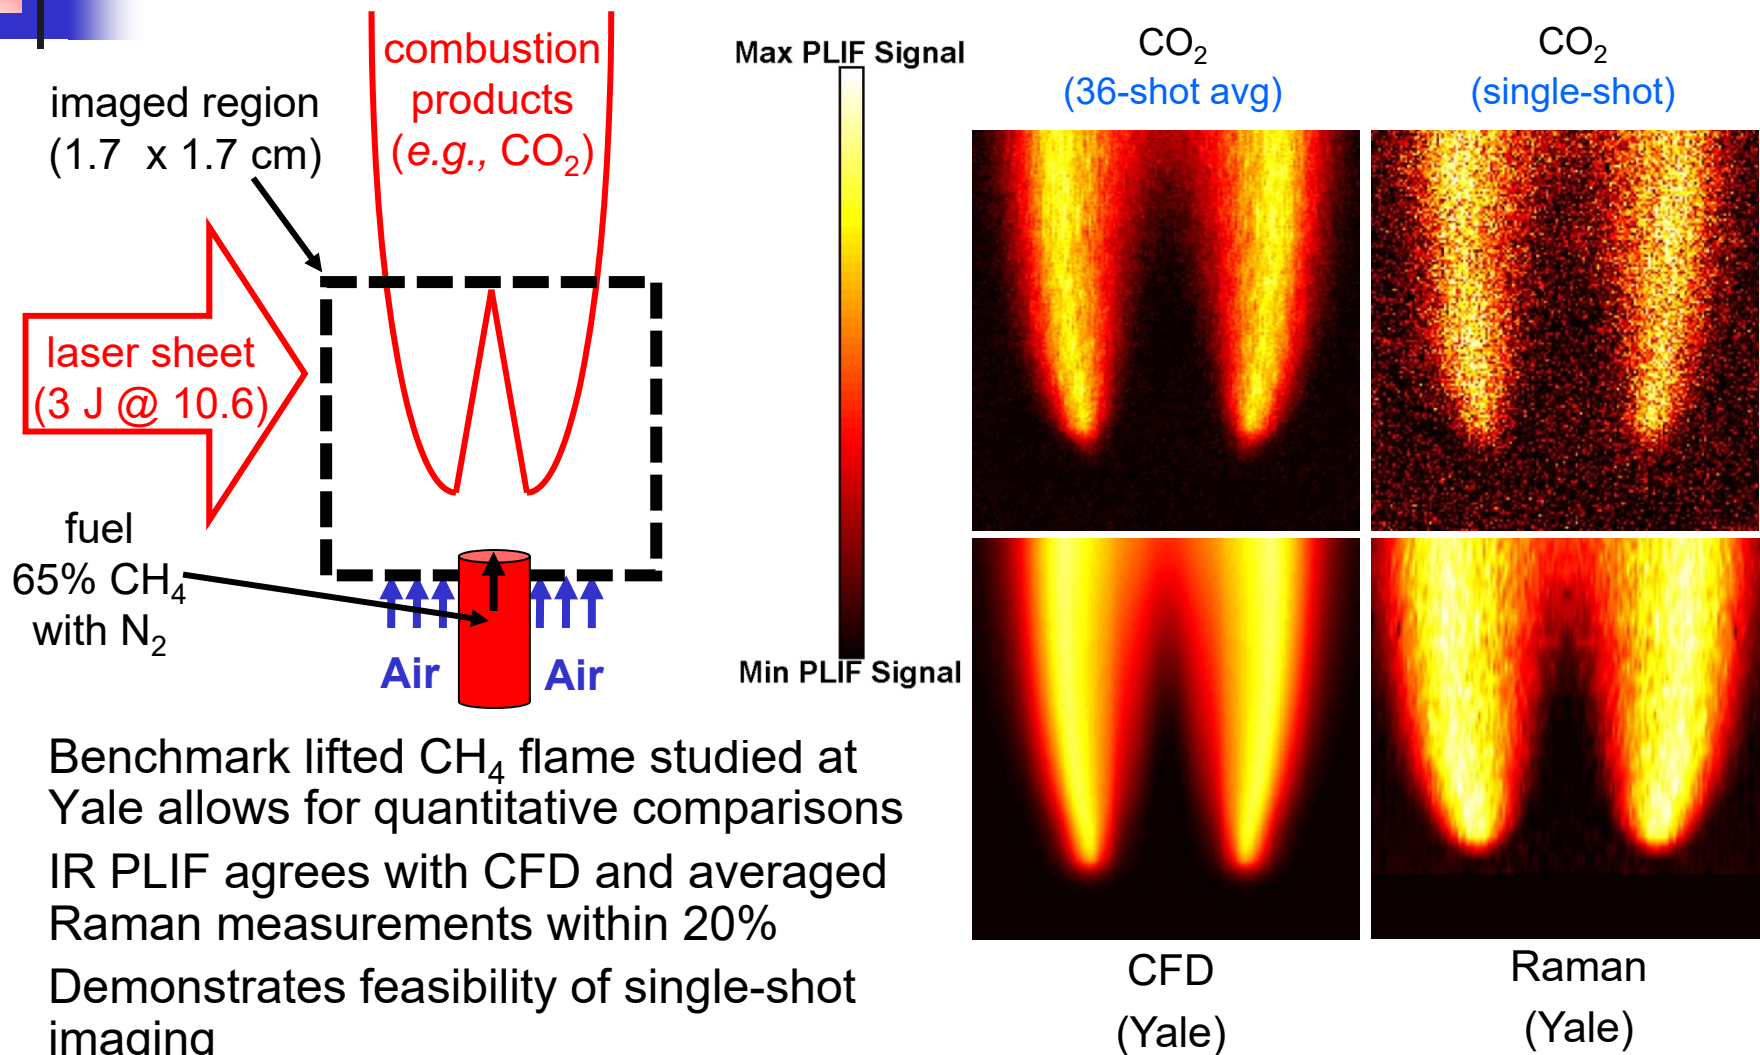 combustion
products
(e.g., CO₂)
imaged region
(1.7 x 1.7 cm)
laser sheet
(3 J @ 10.6)
fuel
65% CH₄
with N₂
Air
Air
Max PLIF Signal
Min PLIF Signal
CO₂
(36-shot avg)
CO₂
(single-shot)
CFD
(Yale)
Raman
(Yale)
Benchmark lifted CH₄ flame studied at
Yale allows for quantitative comparisons
IR PLIF agrees with CFD and averaged
Raman measurements within 20%
Demonstrates feasibility of single-shot
imaging